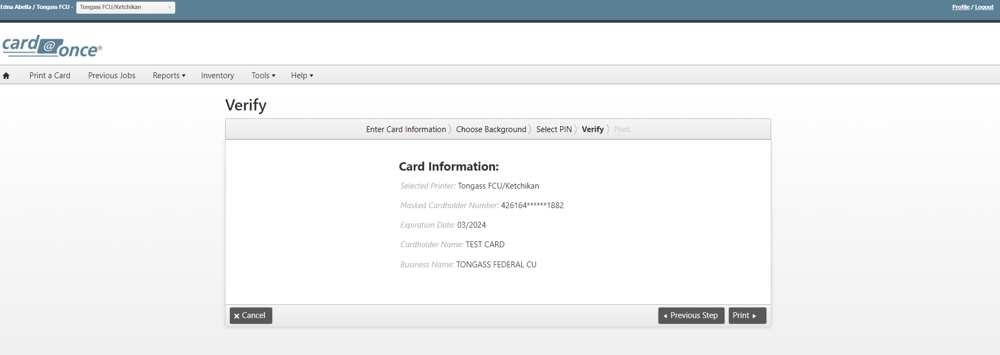 Edna Abella / Tongass FCU - Tongass FCU/Ketchikan Profile / Logout
card@once®
Print a Card Previous Jobs Reports Inventory Tools Help
Verify
Enter Card Information Choose Background Select PIN Verify Print
Card Information:
Selected Printer: Tongass FCU/Ketchikan
Masked Cardholder Number: 426164******1882
Expiration Date: 03/2024
Cardholder Name: TEST CARD
Business Name: TONGASS FEDERAL CU
Cancel Previous Step Print